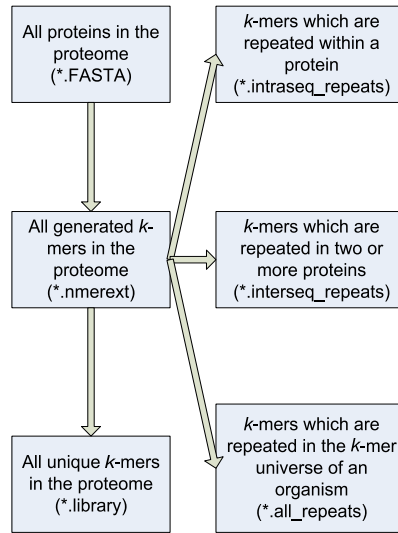 All proteins in the
proteome
(*.FASTA)
k-mers which are
repeated within a
protein
(*.intraseq_repeats)
All generated k-
mers in the
proteome
(*.nmerext)
k-mers which are
repeated in two or
more proteins
(*.interseq_repeats)
All unique k-mers
in the proteome
(*.library)
k-mers which are
repeated in the k-mer
universe of an
organism
(*.all_repeats)